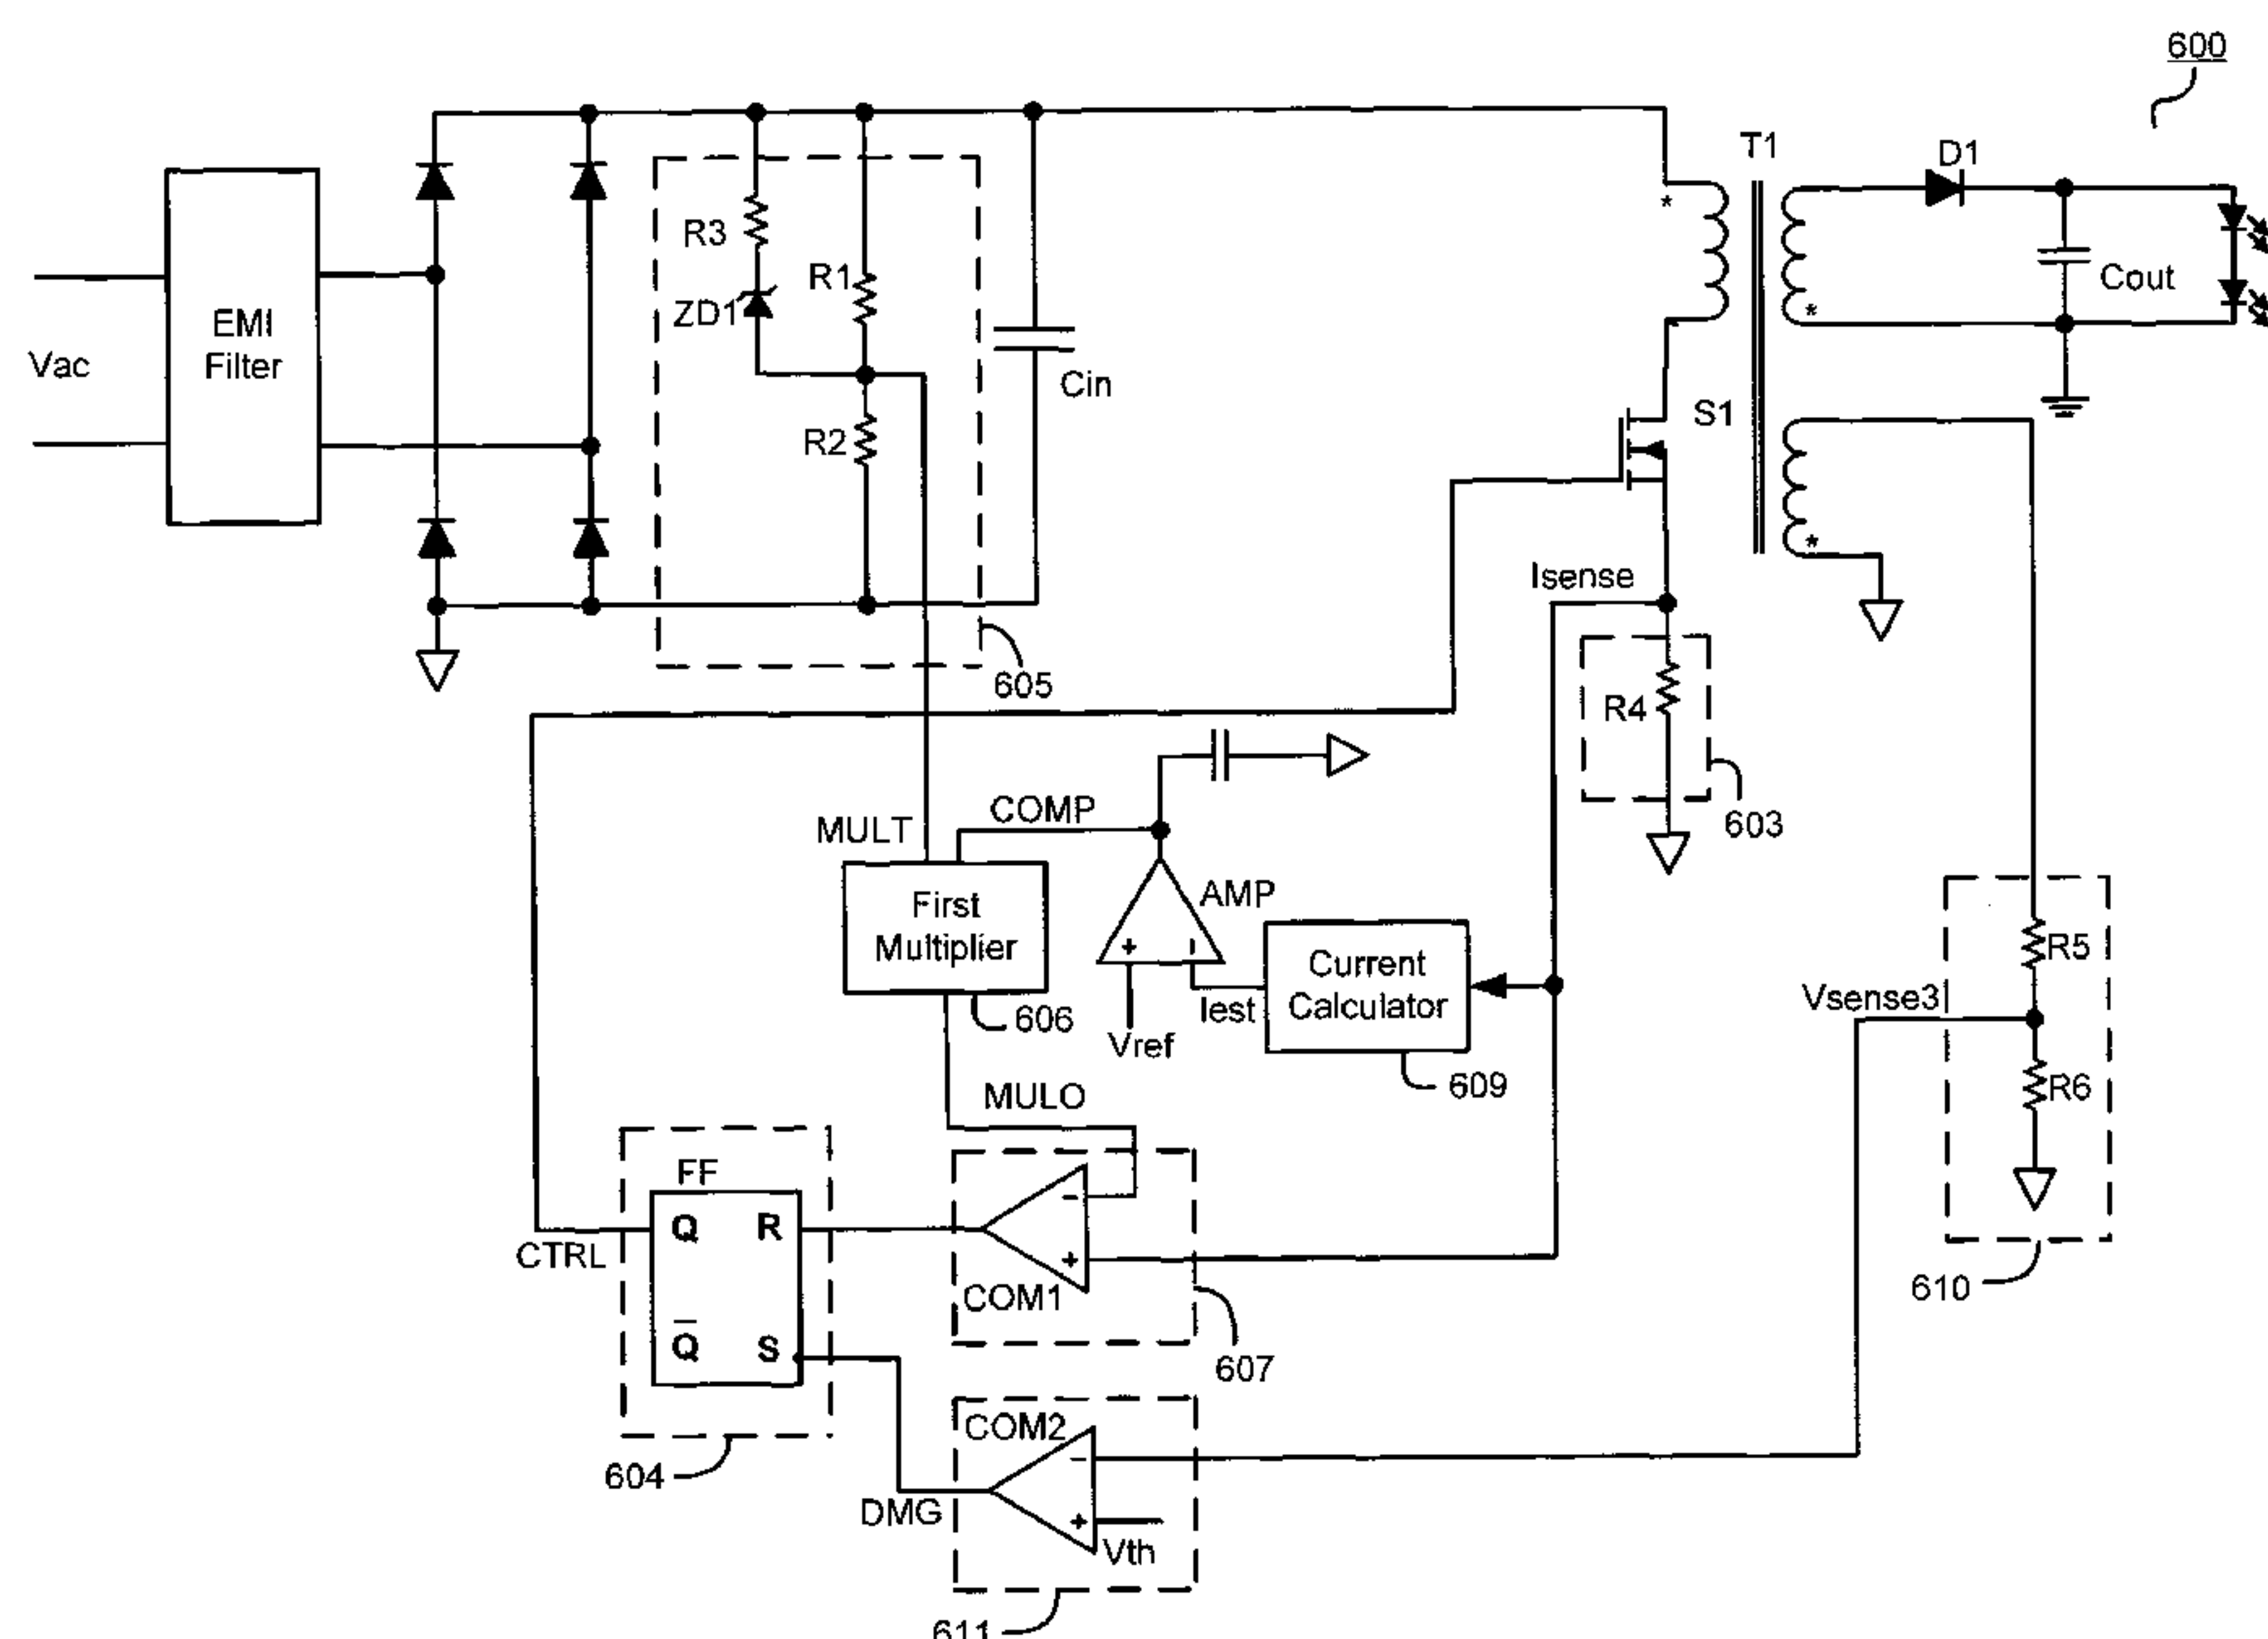 600
T1
D1
*
*
Cout
EMI
Filter
Vac
R3
R1
ZD1
R2
Cin
605
S1
*
Isense
R4
603
MULT
COMP
First
Multiplier
606
AMP
+
-
Vref
Iest
Current
Calculator
609
Vsense3
R5
R6
610
MULO
FF
Q
R
Q
S
CTRL
604
-
+
COM1
607
COM2
-
+
Vth
DMG
611